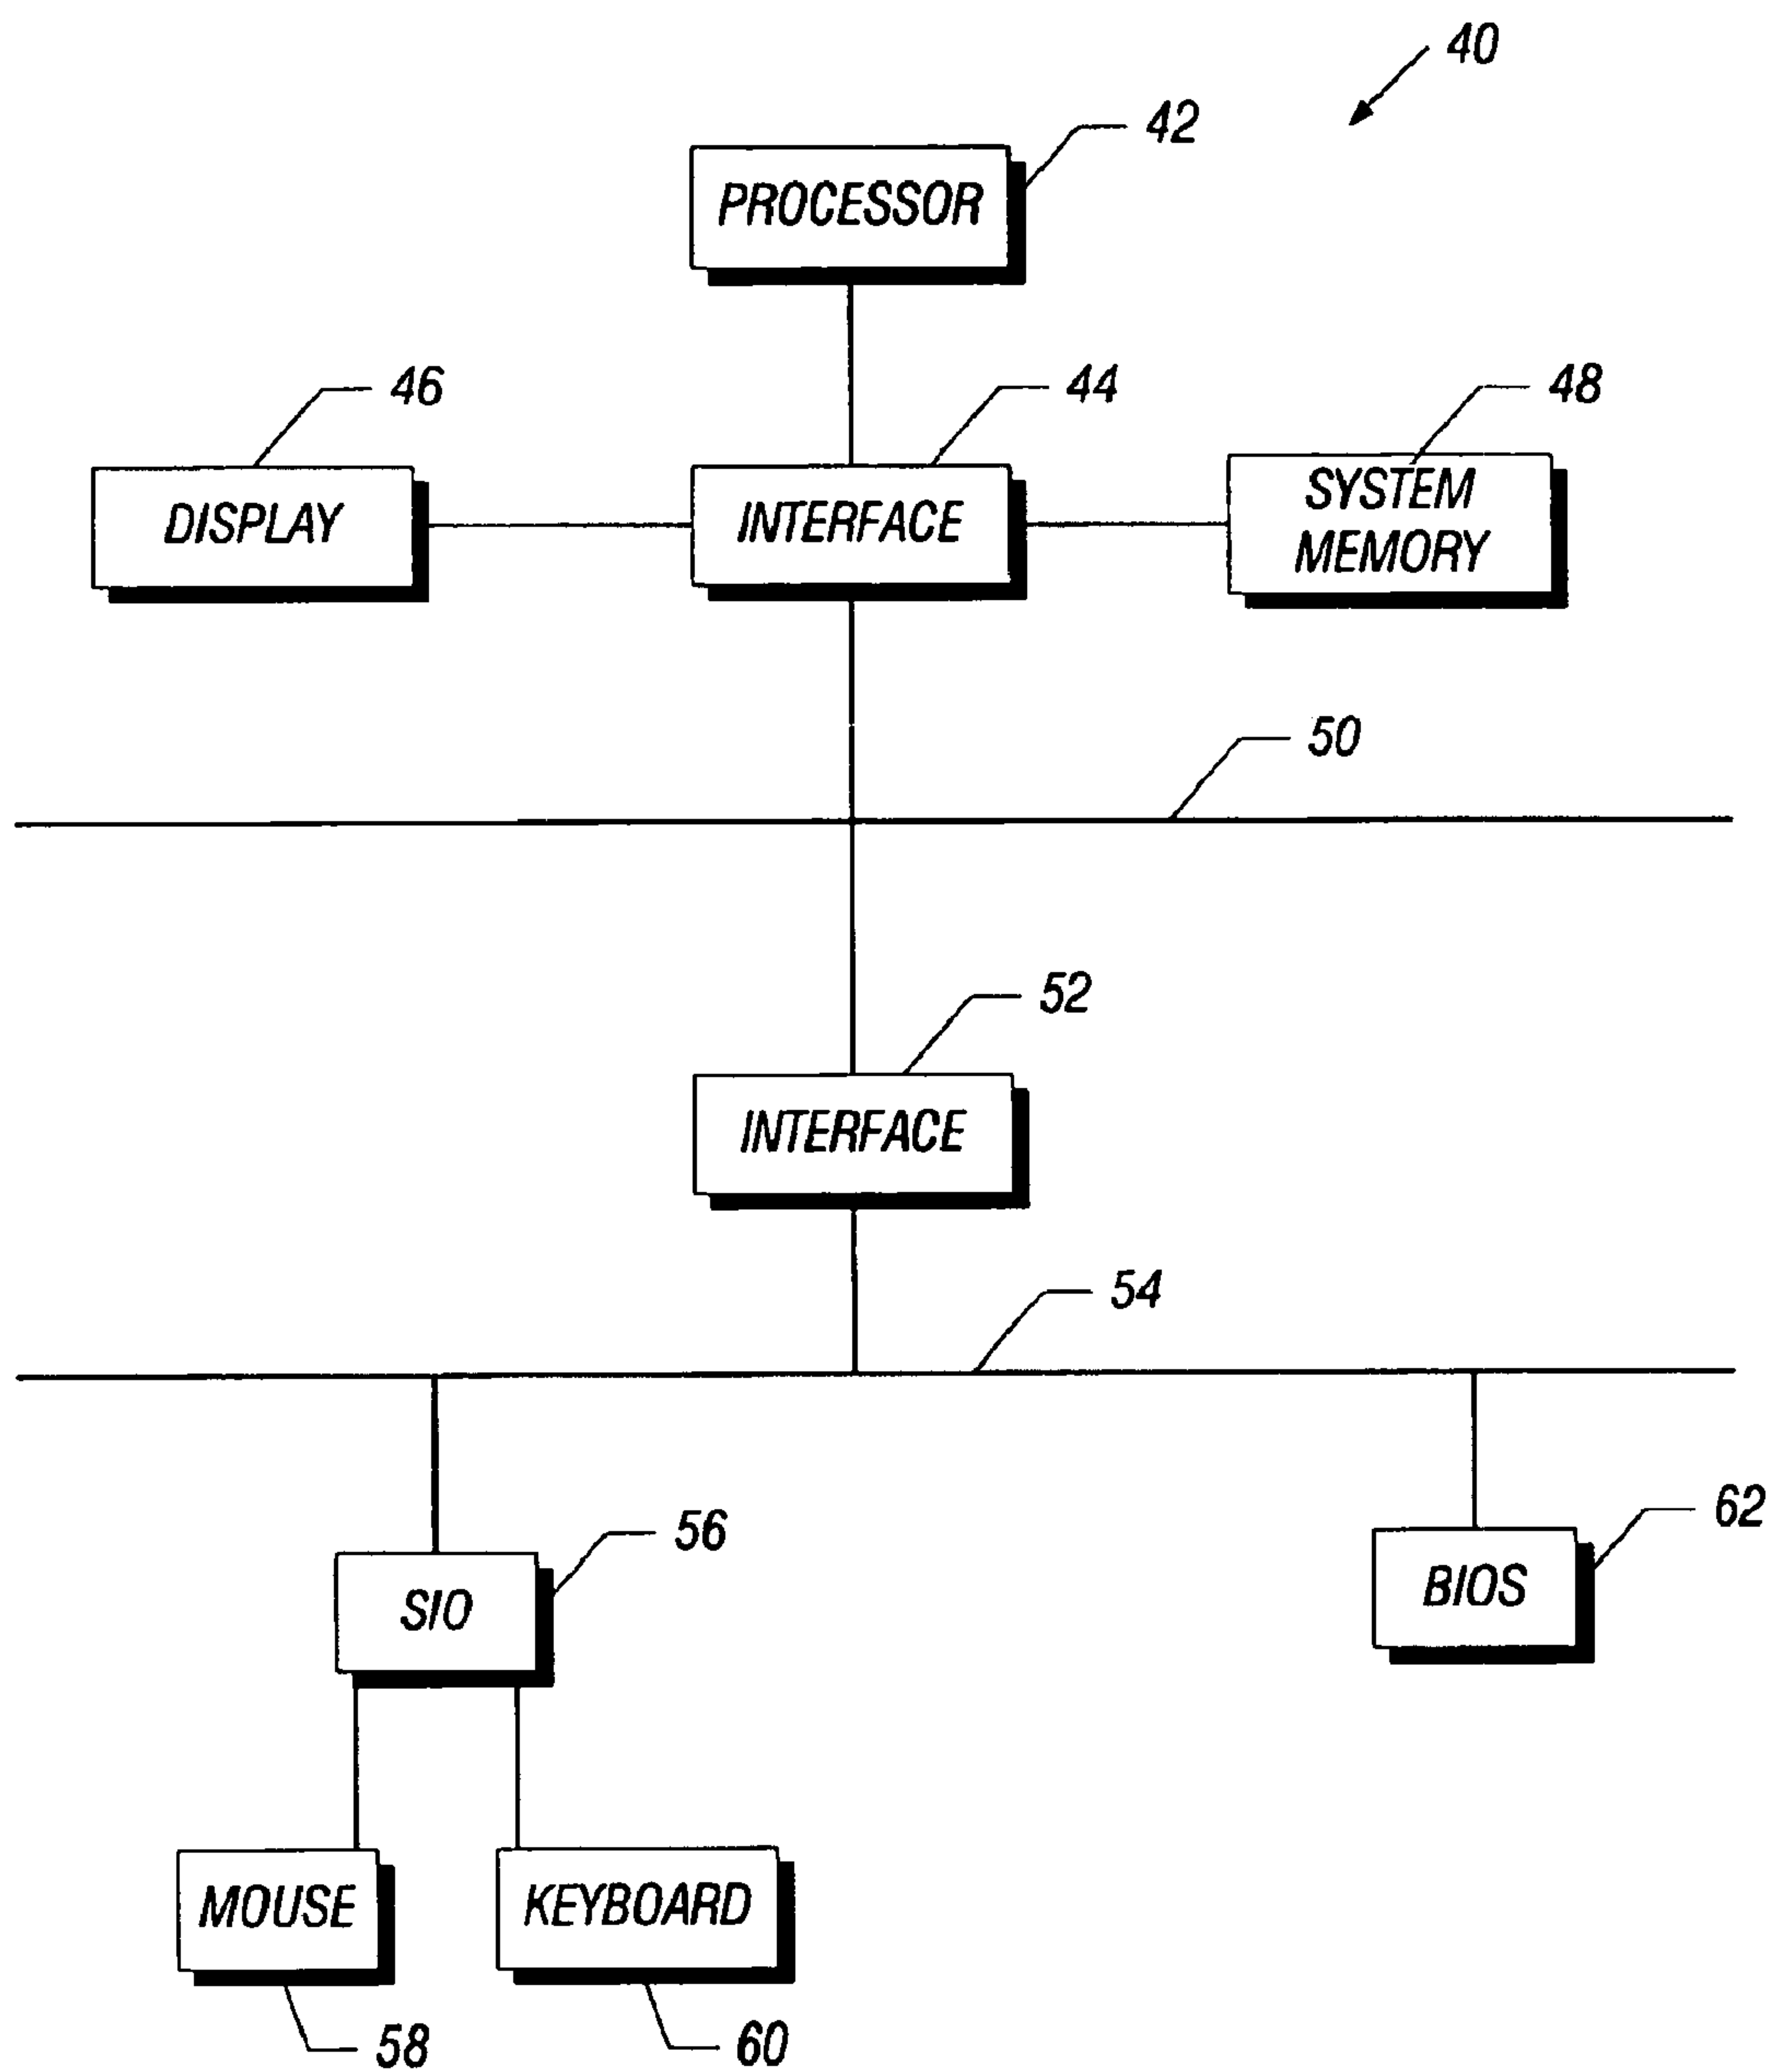 40
42
PROCESSOR
46
44
48
DISPLAY
INTERFACE
SYSTEM
MEMORY
50
52
INTERFACE
54
56
62
SIO
BIOS
MOUSE
KEYBOARD
58
60